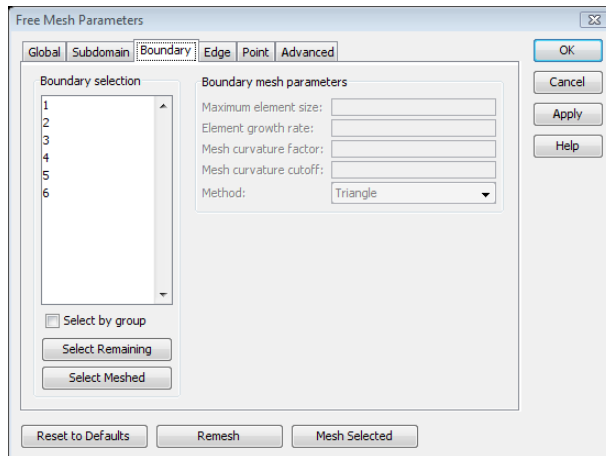 Free Mesh Parameters
Global Subdomain Boundary Edge Point Advanced
Boundary selection
1
2
3
4
5
6
Select by group
Select Remaining
Select Meshed
Boundary mesh parameters
Maximum element size:
Element growth rate:
Mesh curvature factor:
Mesh curvature cutoff:
Method: Triangle
OK
Cancel
Apply
Help
Reset to Defaults Remesh Mesh Selected